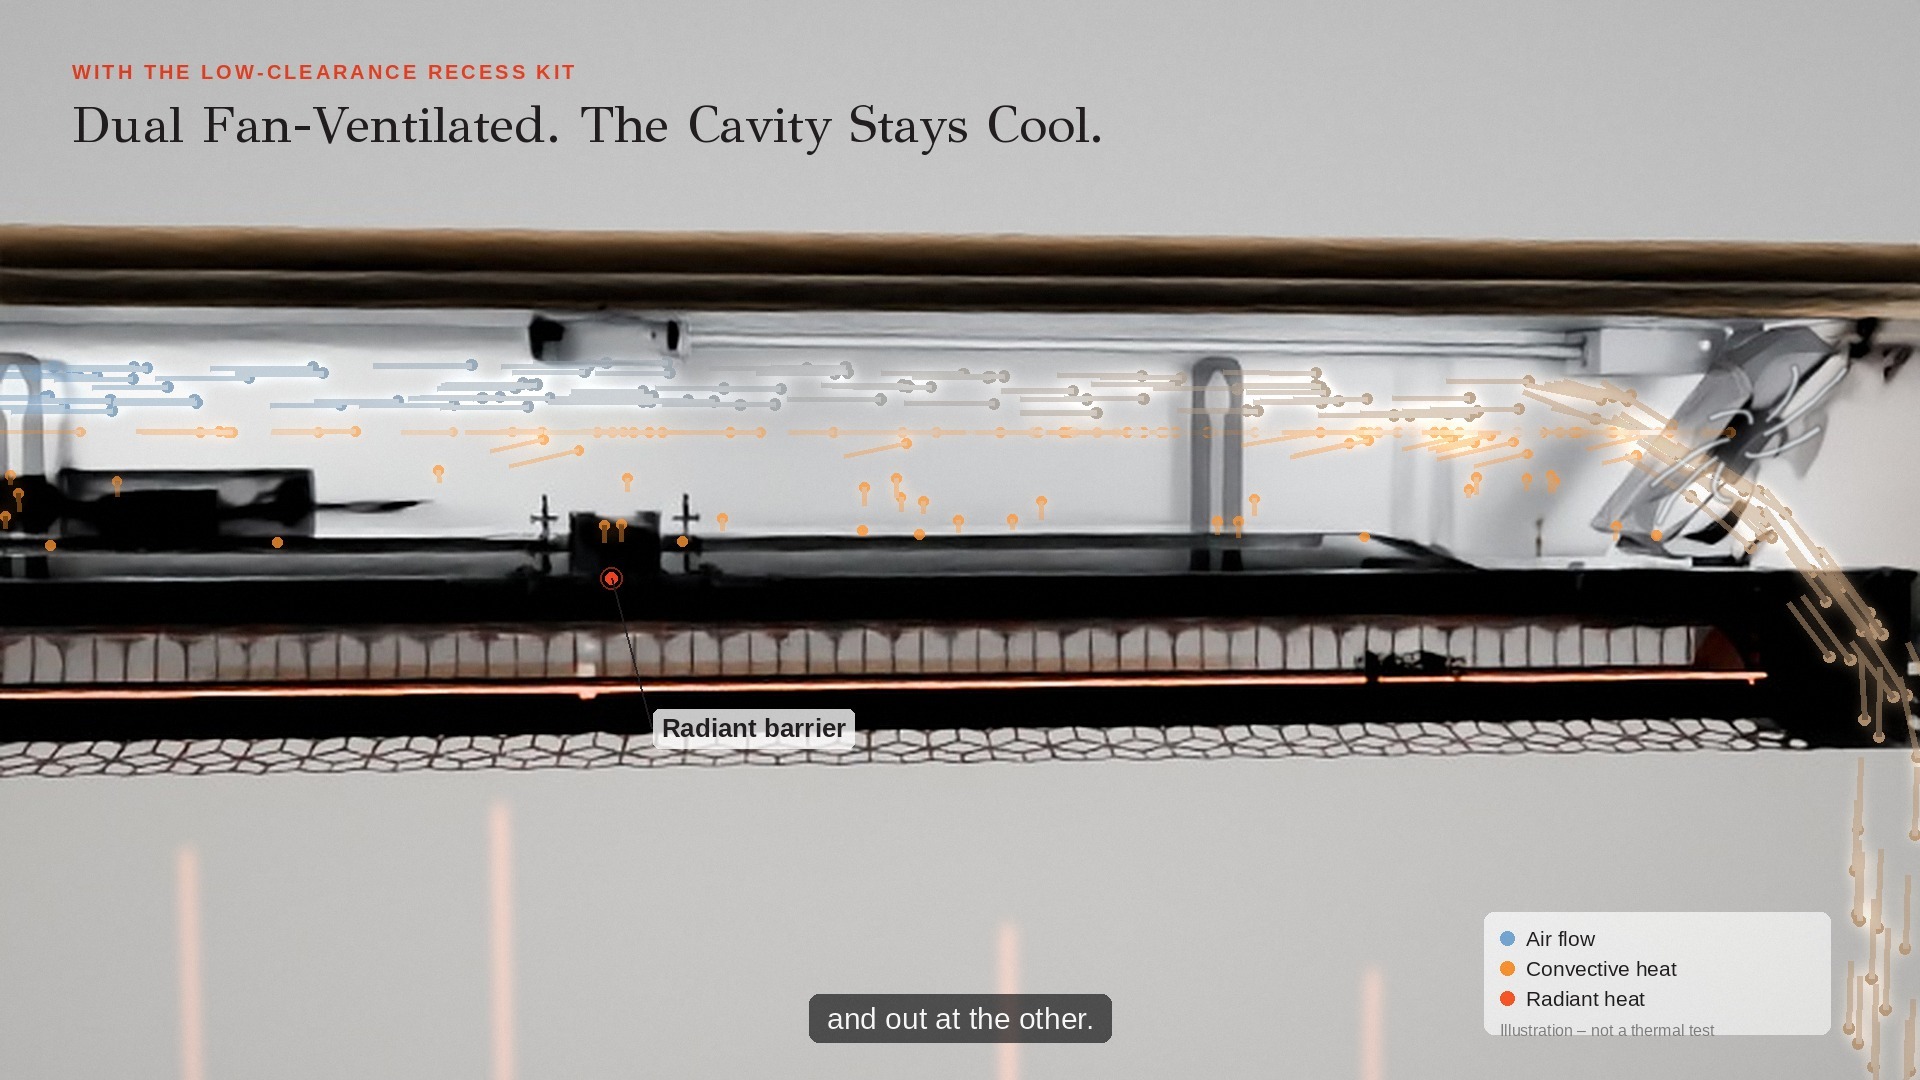 WITH THE LOW-CLEARANCE RECESS KIT
Dual Fan-Ventilated. The Cavity Stays Cool.
Radiant barrier
Air flow
Convective heat
Radiant heat
Illustration – not a thermal test
and out at the other.